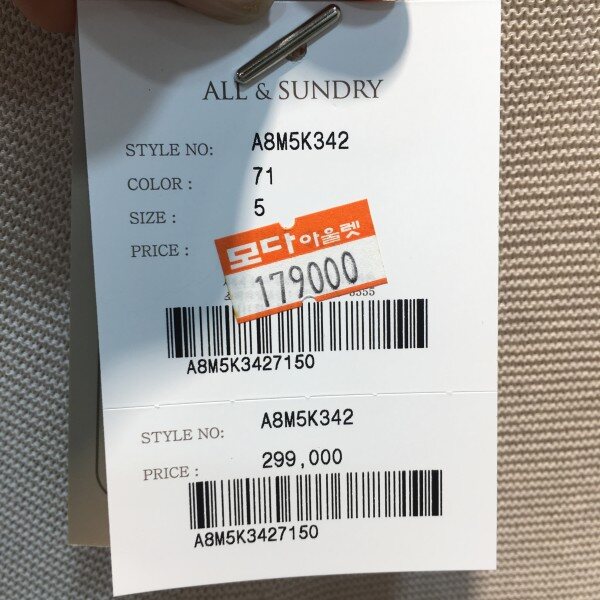 ALL & SUNDRY
STYLE NO: A8M5K342
COLOR : 71
SIZE : 5
PRICE :
모다아울렛
179000
A8M5K3427150
STYLE NO: A8M5K342
PRICE : 299,000
A8M5K3427150